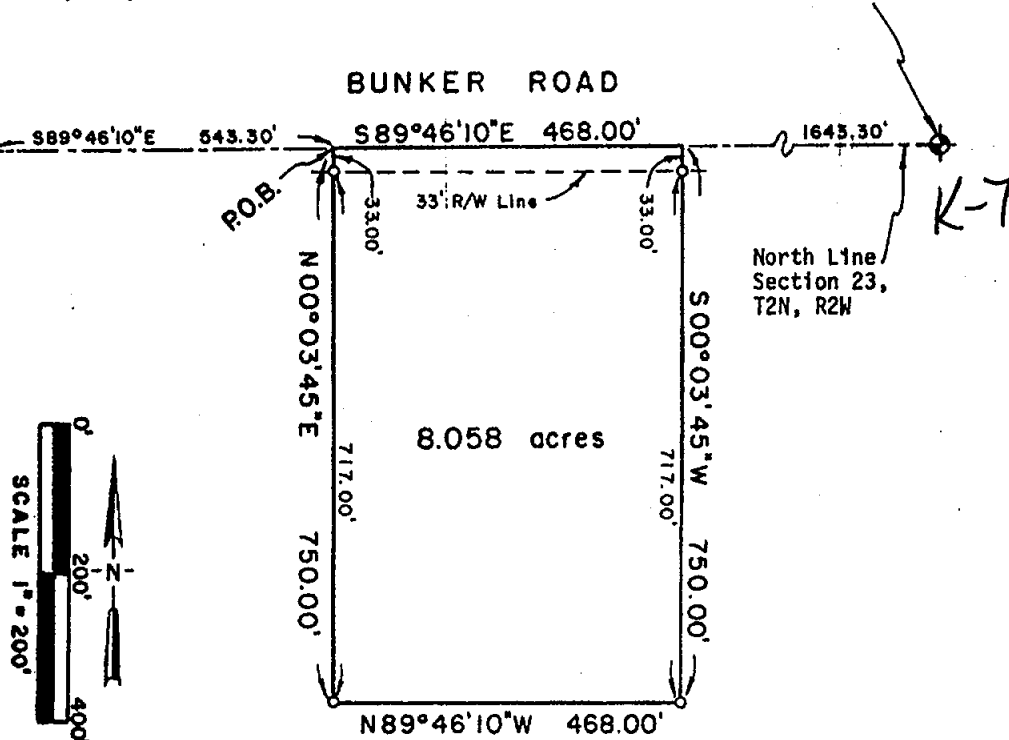 BUNKER ROAD
S89°46'10"E 543.30'
S89°46'10"E 468.00'
1643.30'
P.O.B.
33.00'
33' R/W Line
33.00'
K-7
North Line
Section 23,
T2N, R2W
N00°03'45"E
717.00'
750.00'
8.058 acres
S00°03'45"W
717.00'
750.00'
0'
200'
400'
SCALE 1" = 200'
N
N89°46'10"W 468.00'